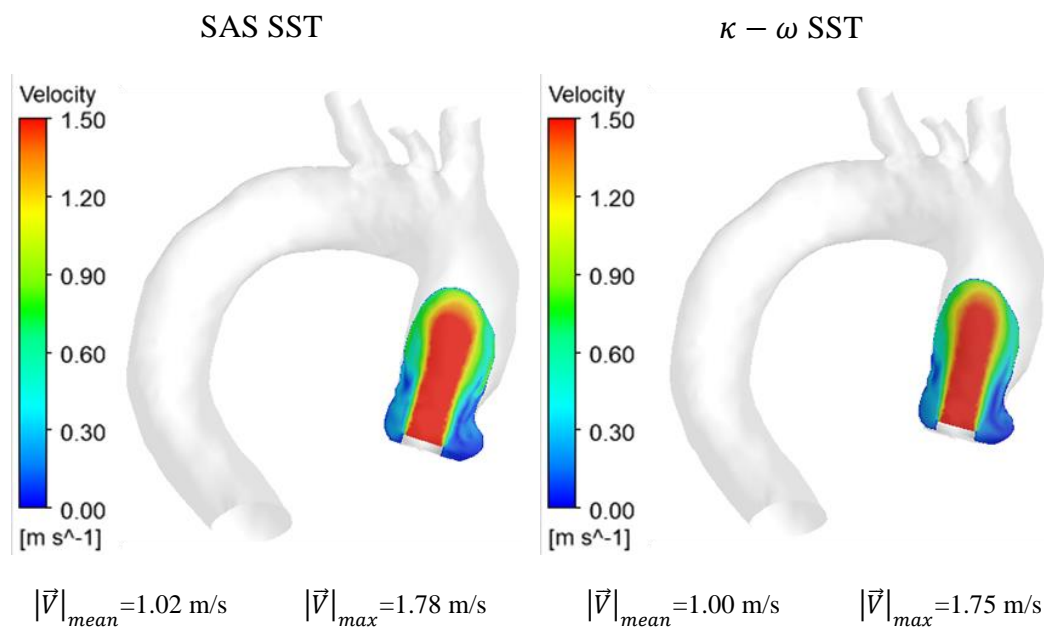 SAS SST
κ − ω SST
Velocity
1.50
1.20
0.90
0.60
0.30
0.00
[m s^-1]
Velocity
1.50
1.20
0.90
0.60
0.30
0.00
[m s^-1]
|V⃗|mean=1.02 m/s
|V⃗|max=1.78 m/s
|V⃗|mean=1.00 m/s
|V⃗|max=1.75 m/s